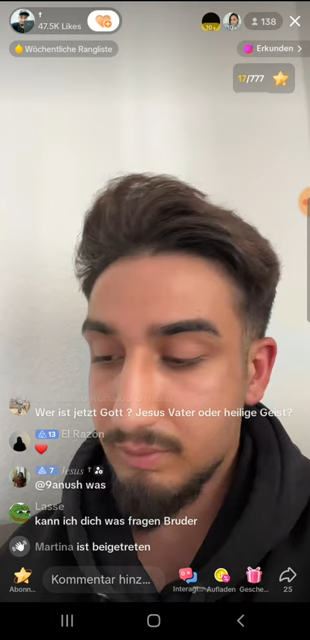 †
47.5K Likes
138
Wöchentliche Rangliste
Erkunden >
17/777
Wer ist jetzt Gott ? Jesus Vater oder heilige Geist?
13 El Razón
❤️
7 Jesus †
@9anush was
Lasse
kann ich dich was fragen Bruder
Martina ist beigetreten
Kommentar hinz...
Abonn... Interagi... Aufladen Gesche... 25